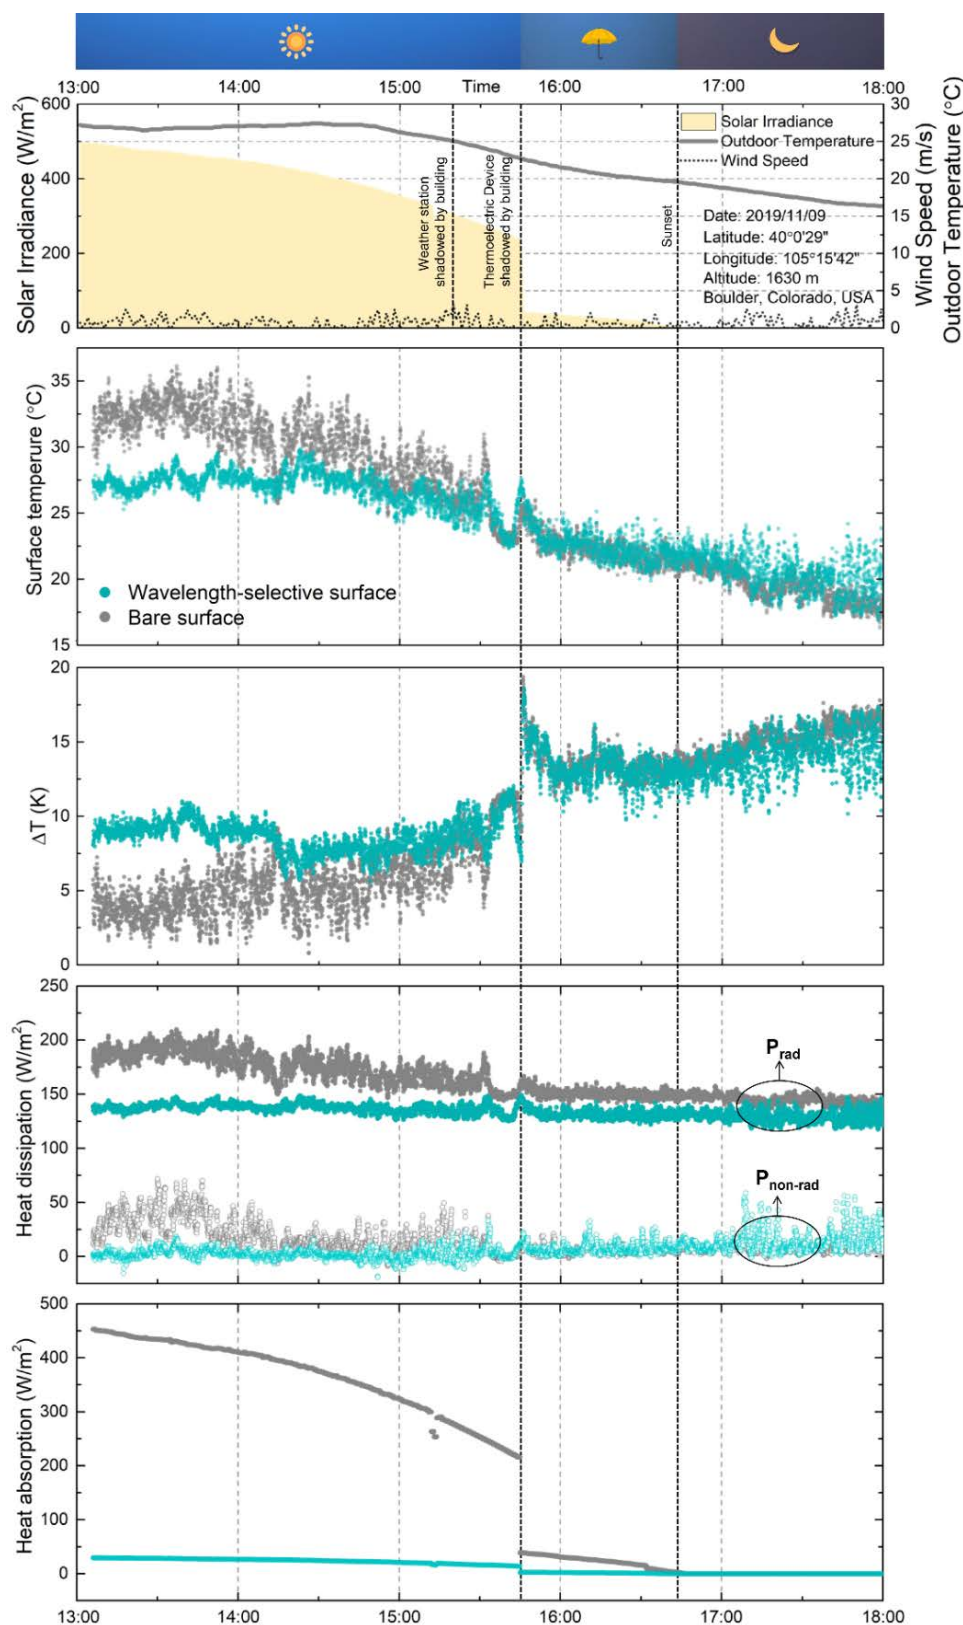 13:00 14:00 15:00 Time 16:00 17:00 18:00
Solar Irradiance (W/m²)
600
400
200
0
Weather station
shadowed by building
Thermoelectric Device
shadowed by building
Sunset
Solar Irradiance
Outdoor Temperature
Wind Speed
Date: 2019/11/09
Latitude: 40°0'29"
Longitude: 105°15'42"
Altitude: 1630 m
Boulder, Colorado, USA
30
25
20
15
10
5
0
Wind Speed (m/s)
Outdoor Temperature (°C)
Surface temperure (°C)
35
30
25
20
15
Wavelength-selective surface
Bare surface
ΔT (K)
20
15
10
5
0
Heat dissipation (W/m²)
250
200
150
100
50
0
P_rad
P_non-rad
Heat absorption (W/m²)
500
400
300
200
100
0
13:00 14:00 15:00 16:00 17:00 18:00